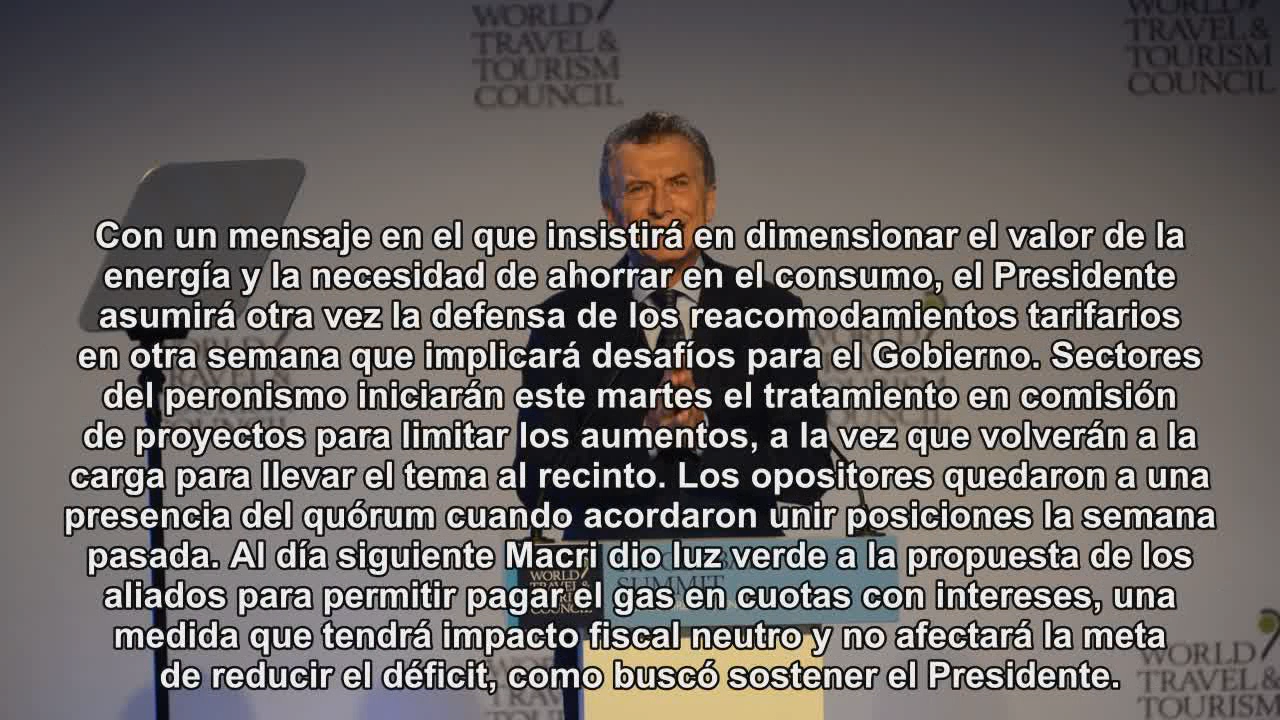 WORLD
TRAVEL &
TOURISM
COUNCIL
WORLD
TRAVEL &
TOURISM
COUNCIL
Con un mensaje en el que insistirá en dimensionar el valor de la
energía y la necesidad de ahorrar en el consumo, el Presidente
asumirá otra vez la defensa de los reacomodamientos tarifarios
en otra semana que implicará desafíos para el Gobierno. Sectores
del peronismo iniciarán este martes el tratamiento en comisión
de proyectos para limitar los aumentos, a la vez que volverán a la
carga para llevar el tema al recinto. Los opositores quedaron a una
presencia del quórum cuando acordaron unir posiciones la semana
pasada. Al día siguiente Macri dio luz verde a la propuesta de los
aliados para permitir pagar el gas en cuotas con intereses, una
medida que tendrá impacto fiscal neutro y no afectará la meta
de reducir el déficit, como buscó sostener el Presidente.
WORLD
SUMMIT
WORLD
TRAVEL &
TOURISM